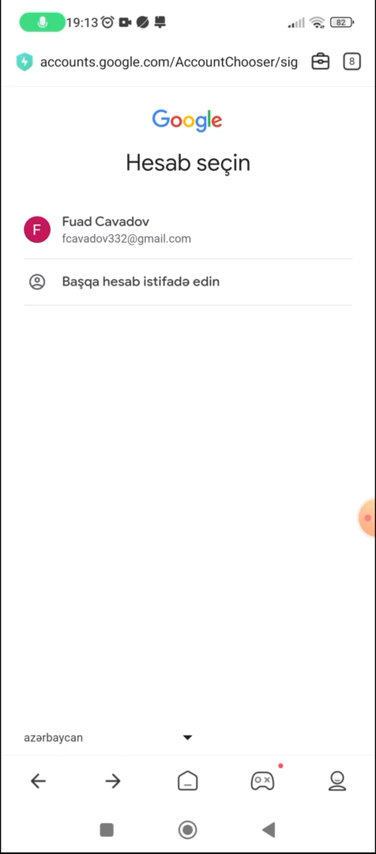 19:13
82
accounts.google.com/AccountChooser/sig
8
Google
Hesab seçin
F
Fuad Cavadov
fcavadov332@gmail.com
Başqa hesab istifadə edin
azərbaycan